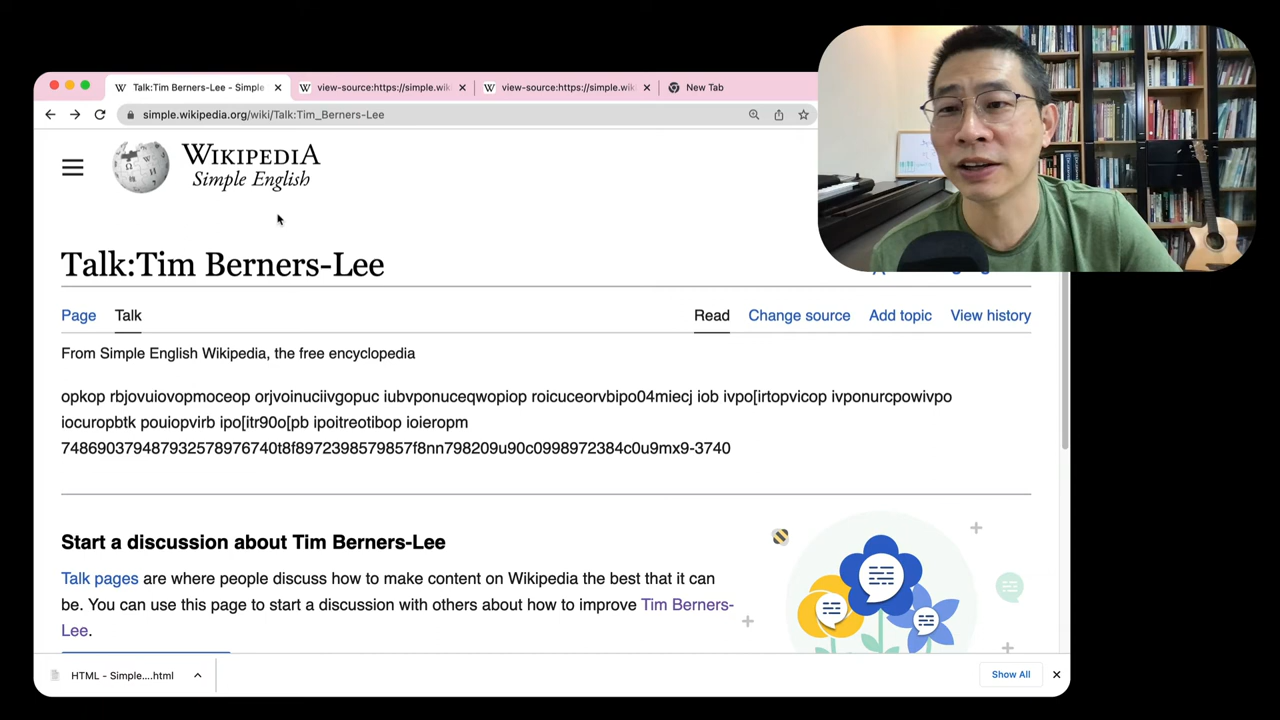 Talk:Tim Berners-Lee - Simple
view-source:https://simple.wik
view-source:https://simple.wik
New Tab
simple.wikipedia.org/wiki/Talk:Tim_Berners-Lee
WIKIPEDIA
Simple English
Talk:Tim Berners-Lee
Page Talk Read Change source Add topic View history
From Simple English Wikipedia, the free encyclopedia
opkop rbjovuiovopmoceop orjvoinuciivgopuc iubvponuceqwopiop roicuceorvbipo04miecj iob ivpo[irtopvicop ivponurcpowivpo
iocuropbtk pouiopvirb ipo[itr90o[pb ipoitreotibop ioieropm
748690379487932578976740t8f8972398579857f8nn798209u90c0998972384c0u9mx9-3740
Start a discussion about Tim Berners-Lee
Talk pages are where people discuss how to make content on Wikipedia the best that it can
be. You can use this page to start a discussion with others about how to improve Tim Berners-
Lee.
HTML - Simple....html
Show All